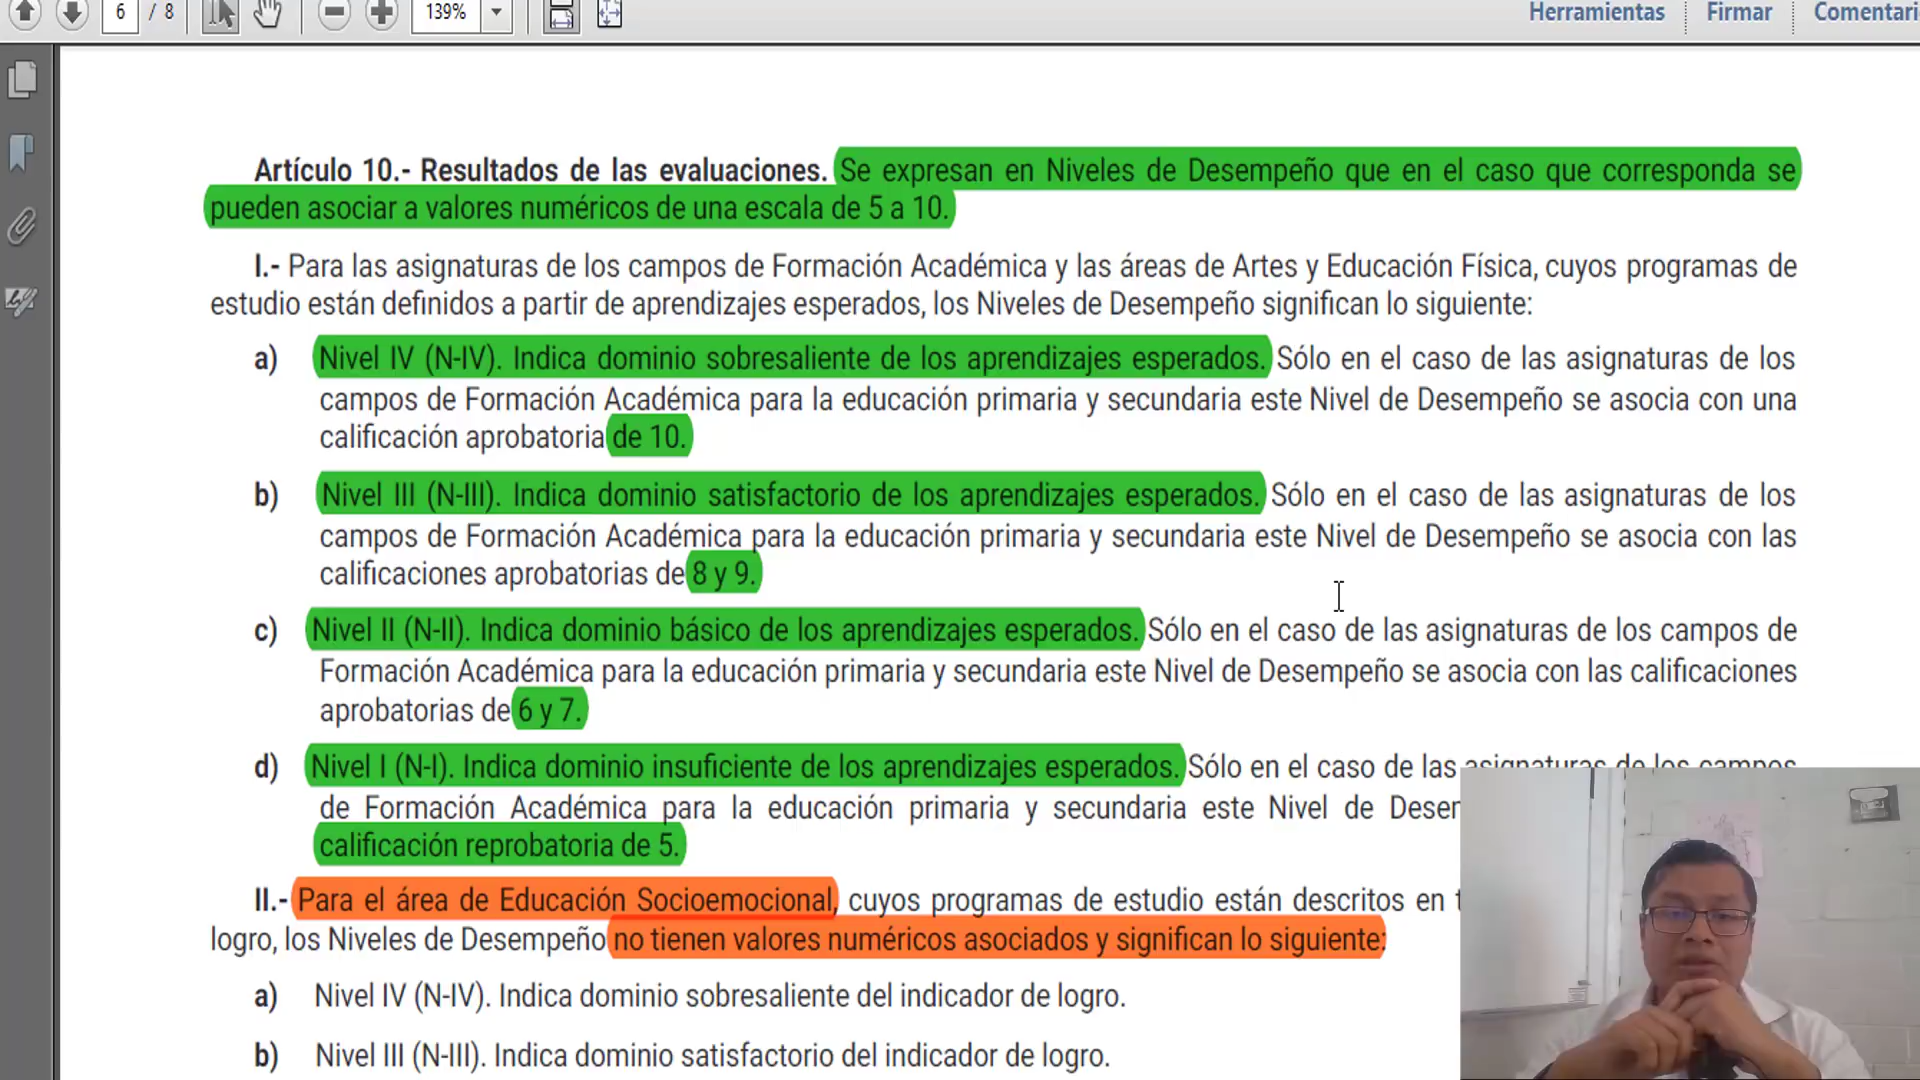 6 / 8 139% Herramientas Firmar Comentari
Artículo 10.- Resultados de las evaluaciones. Se expresan en Niveles de Desempeño que en el caso que corresponda se
pueden asociar a valores numéricos de una escala de 5 a 10.
I.- Para las asignaturas de los campos de Formación Académica y las áreas de Artes y Educación Física, cuyos programas de
estudio están definidos a partir de aprendizajes esperados, los Niveles de Desempeño significan lo siguiente:
a) Nivel IV (N-IV). Indica dominio sobresaliente de los aprendizajes esperados. Sólo en el caso de las asignaturas de los
campos de Formación Académica para la educación primaria y secundaria este Nivel de Desempeño se asocia con una
calificación aprobatoria de 10.
b) Nivel III (N-III). Indica dominio satisfactorio de los aprendizajes esperados. Sólo en el caso de las asignaturas de los
campos de Formación Académica para la educación primaria y secundaria este Nivel de Desempeño se asocia con las
calificaciones aprobatorias de 8 y 9.
c) Nivel II (N-II). Indica dominio básico de los aprendizajes esperados. Sólo en el caso de las asignaturas de los campos de
Formación Académica para la educación primaria y secundaria este Nivel de Desempeño se asocia con las calificaciones
aprobatorias de 6 y 7.
d) Nivel I (N-I). Indica dominio insuficiente de los aprendizajes esperados. Sólo en el caso de las asignaturas de los campos
de Formación Académica para la educación primaria y secundaria este Nivel de Desem
calificación reprobatoria de 5.
II.- Para el área de Educación Socioemocional, cuyos programas de estudio están descritos en t
logro, los Niveles de Desempeño no tienen valores numéricos asociados y significan lo siguiente:
a) Nivel IV (N-IV). Indica dominio sobresaliente del indicador de logro.
b) Nivel III (N-III). Indica dominio satisfactorio del indicador de logro.